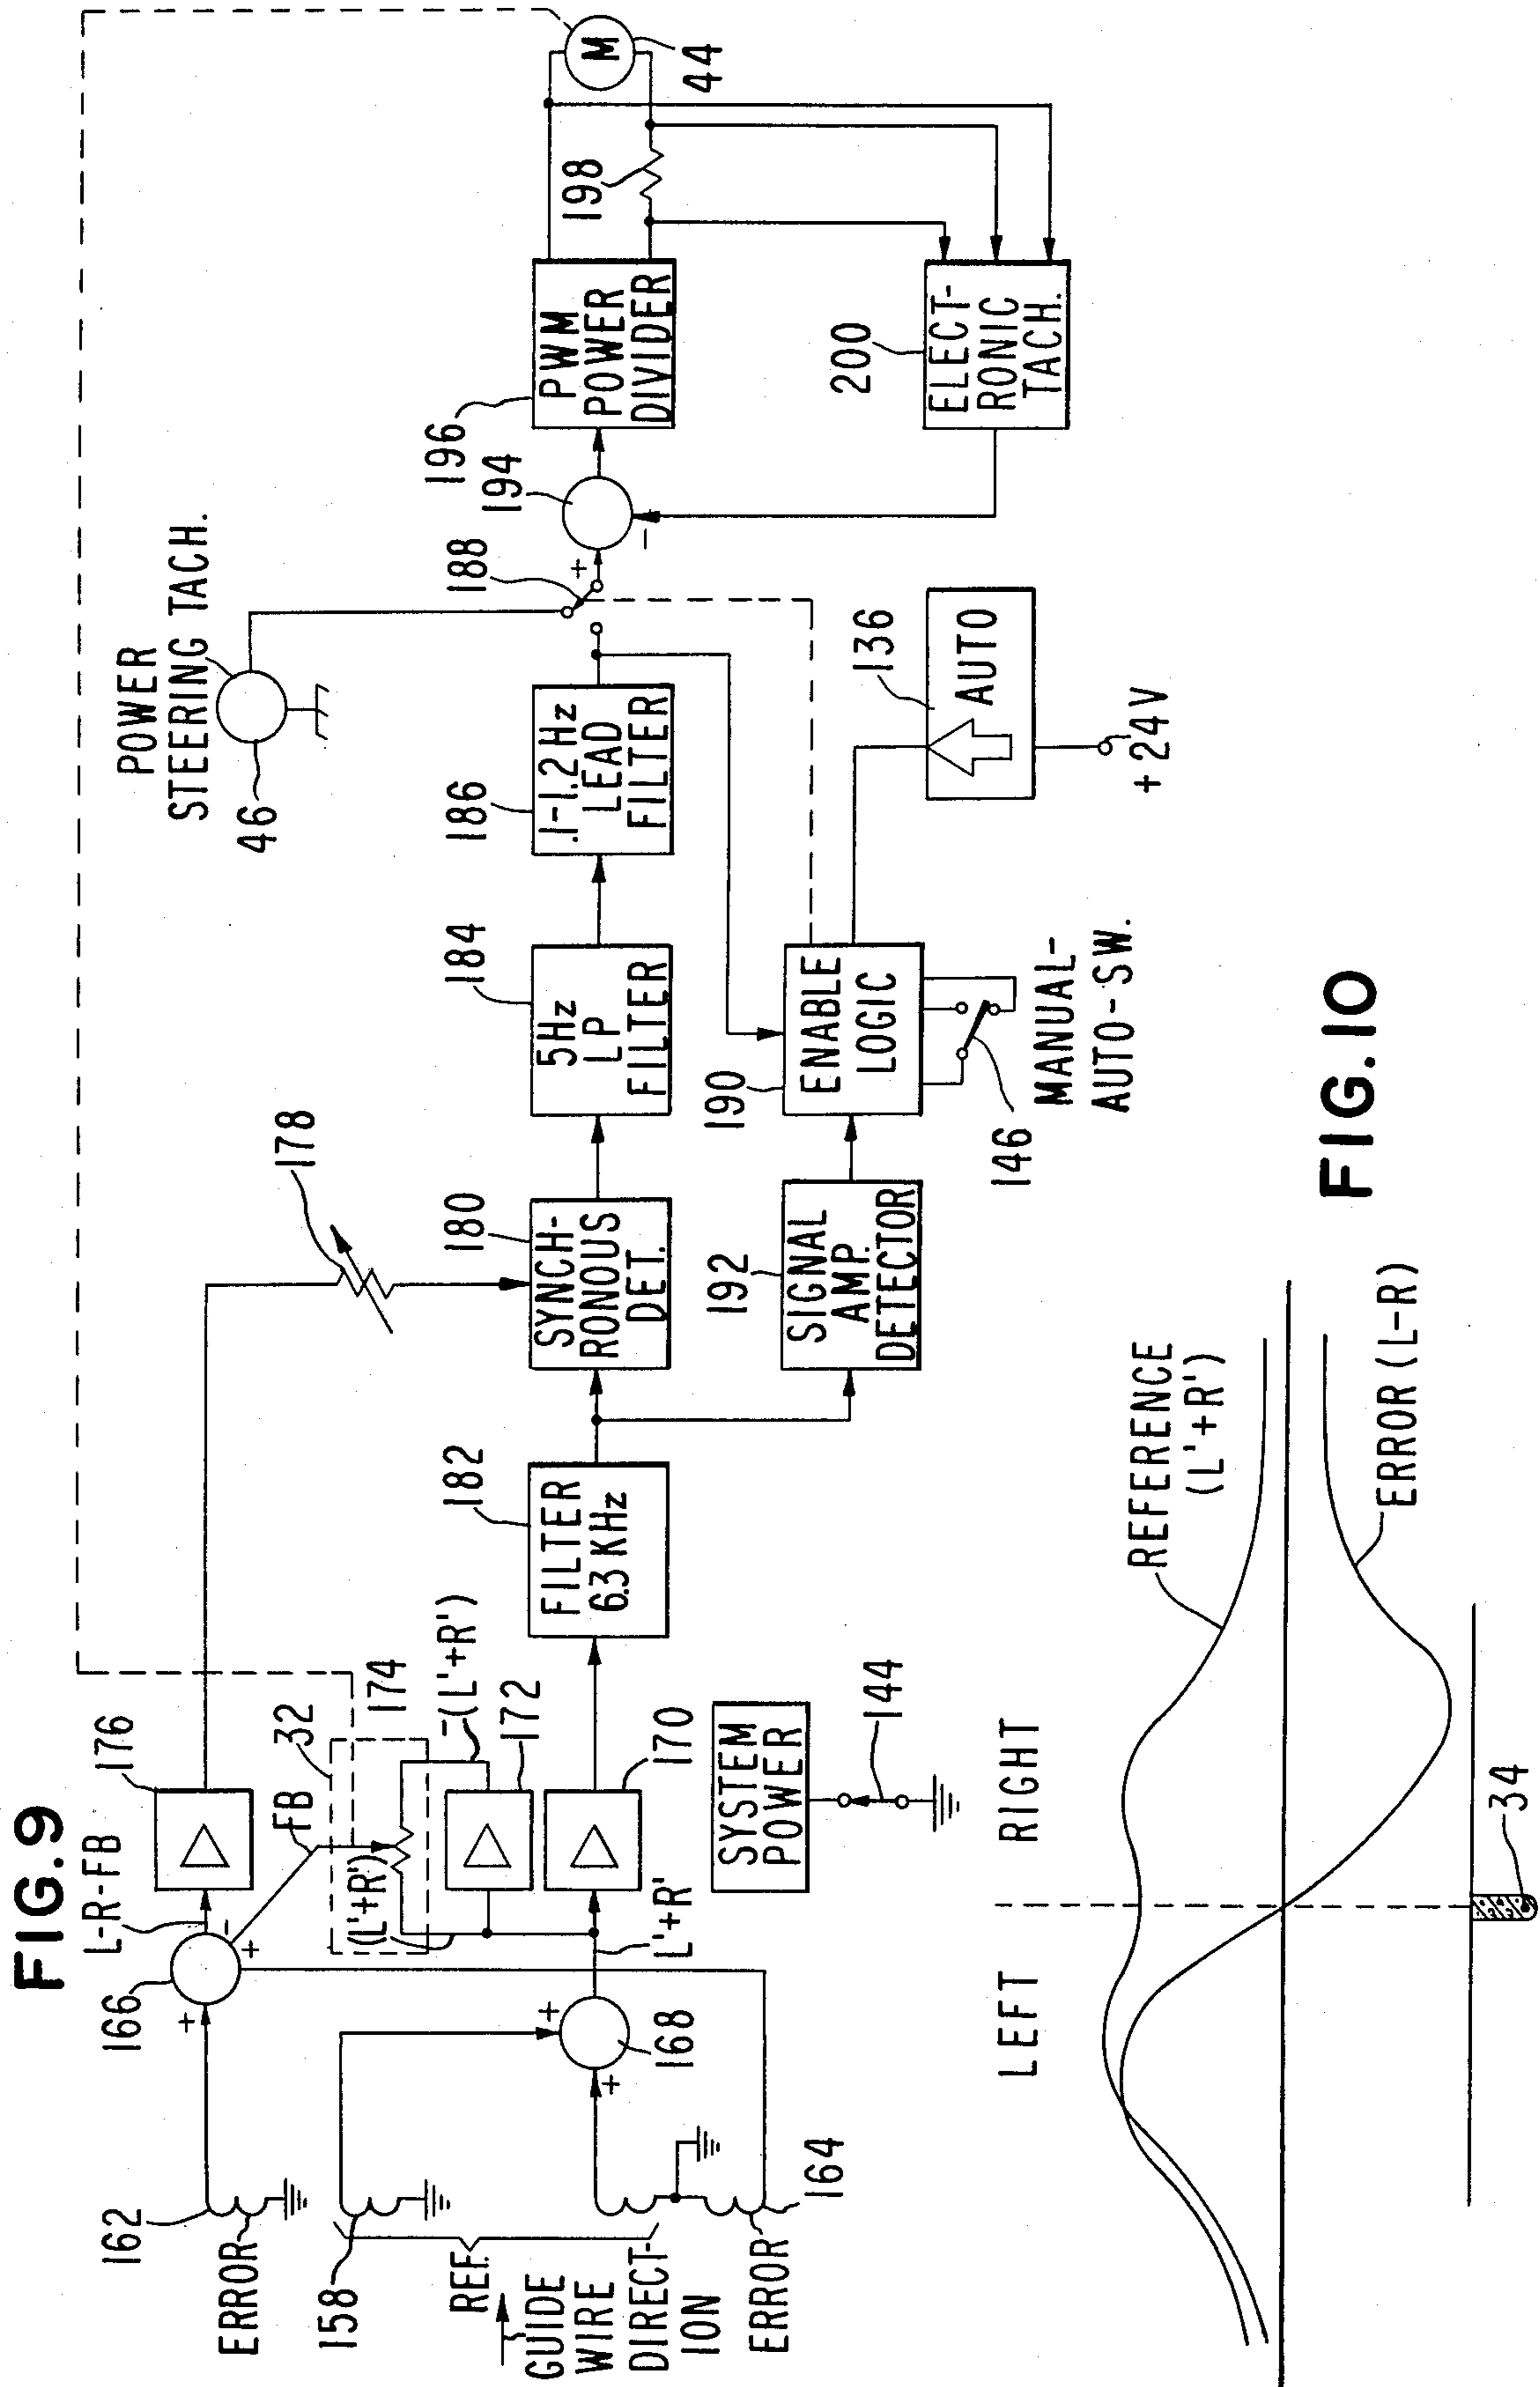 FIG.9
162
ERROR
158
REF.
GUIDE
WIRE
DIRECT-
ION
ERROR
164
166
+
+
-
L-R-FB
176
FB
32
174
(L'+R')
-(L'+R')
172
170
168
+
+
L'+R'
SYSTEM
POWER
144
182
FILTER
6.3 KHz
178
180
SYNCH-
RONOUS
DET.
192
SIGNAL
AMP.
DETECTOR
184
5Hz
LP
FILTER
190
ENABLE
LOGIC
146
MANUAL-
AUTO-SW.
186
.1-1.2 Hz
LEAD
FILTER
POWER
STEERING TACH.
46
136
AUTO
+24V
188
+
-
194
196
PWM
POWER
DIVIDER
198
200
ELECT-
RONIC
TACH.
M
44
FIG.10
LEFT
RIGHT
REFERENCE
(L'+R')
ERROR (L-R)
34